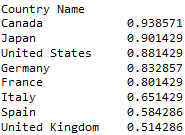 Country Name
Canada 0.938571
Japan 0.901429
United States 0.881429
Germany 0.832857
France 0.801429
Italy 0.651429
Spain 0.584286
United Kingdom 0.514286